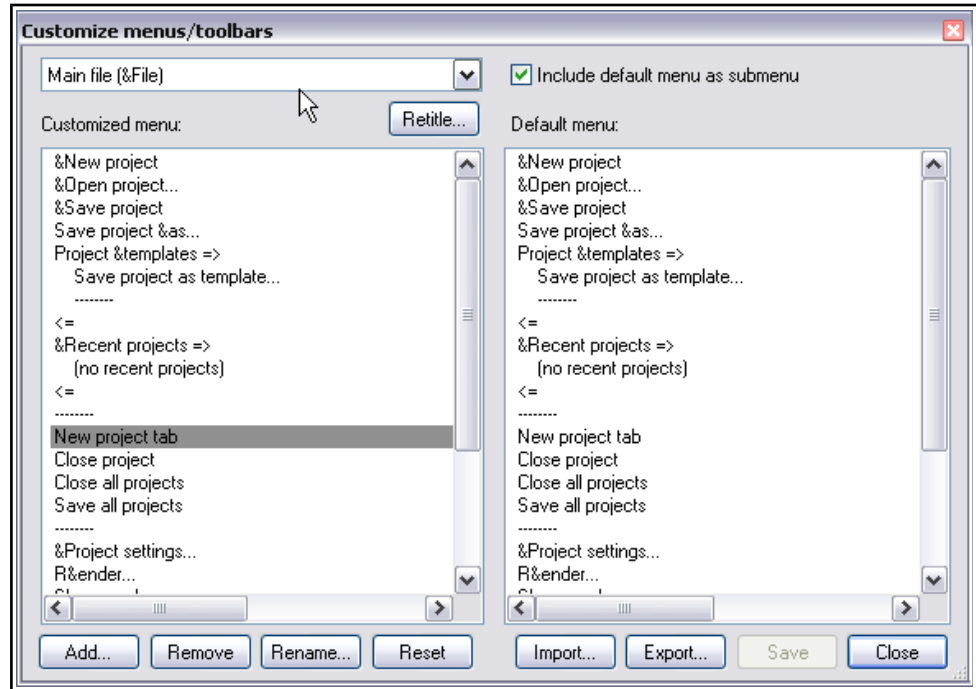 Customize menus/toolbars
Main file (&File)
Include default menu as submenu
Customized menu:
Retitle...
Default menu:
&New project
&Open project...
&Save project
Save project &as...
Project &templates =>
Save project as template...
--------
<=
&Recent projects =>
(no recent projects)
<=
--------
New project tab
Close project
Close all projects
Save all projects
--------
&Project settings...
R&ender...
&New project
&Open project...
&Save project
Save project &as...
Project &templates =>
Save project as template...
--------
<=
&Recent projects =>
(no recent projects)
<=
--------
New project tab
Close project
Close all projects
Save all projects
--------
&Project settings...
R&ender...
Add...
Remove
Rename...
Reset
Import...
Export...
Save
Close